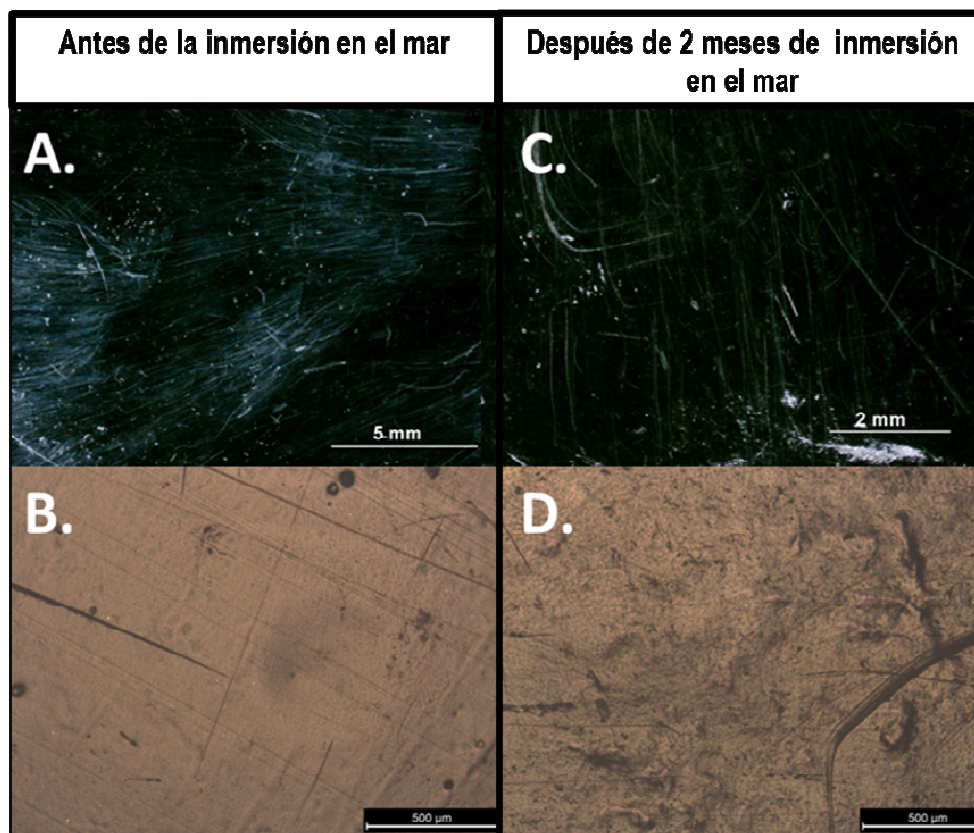 Antes de la inmersión en el mar
Después de 2 meses de inmersión
en el mar
A.
C.
5 mm
2 mm
B.
D.
500 µm
500 µm